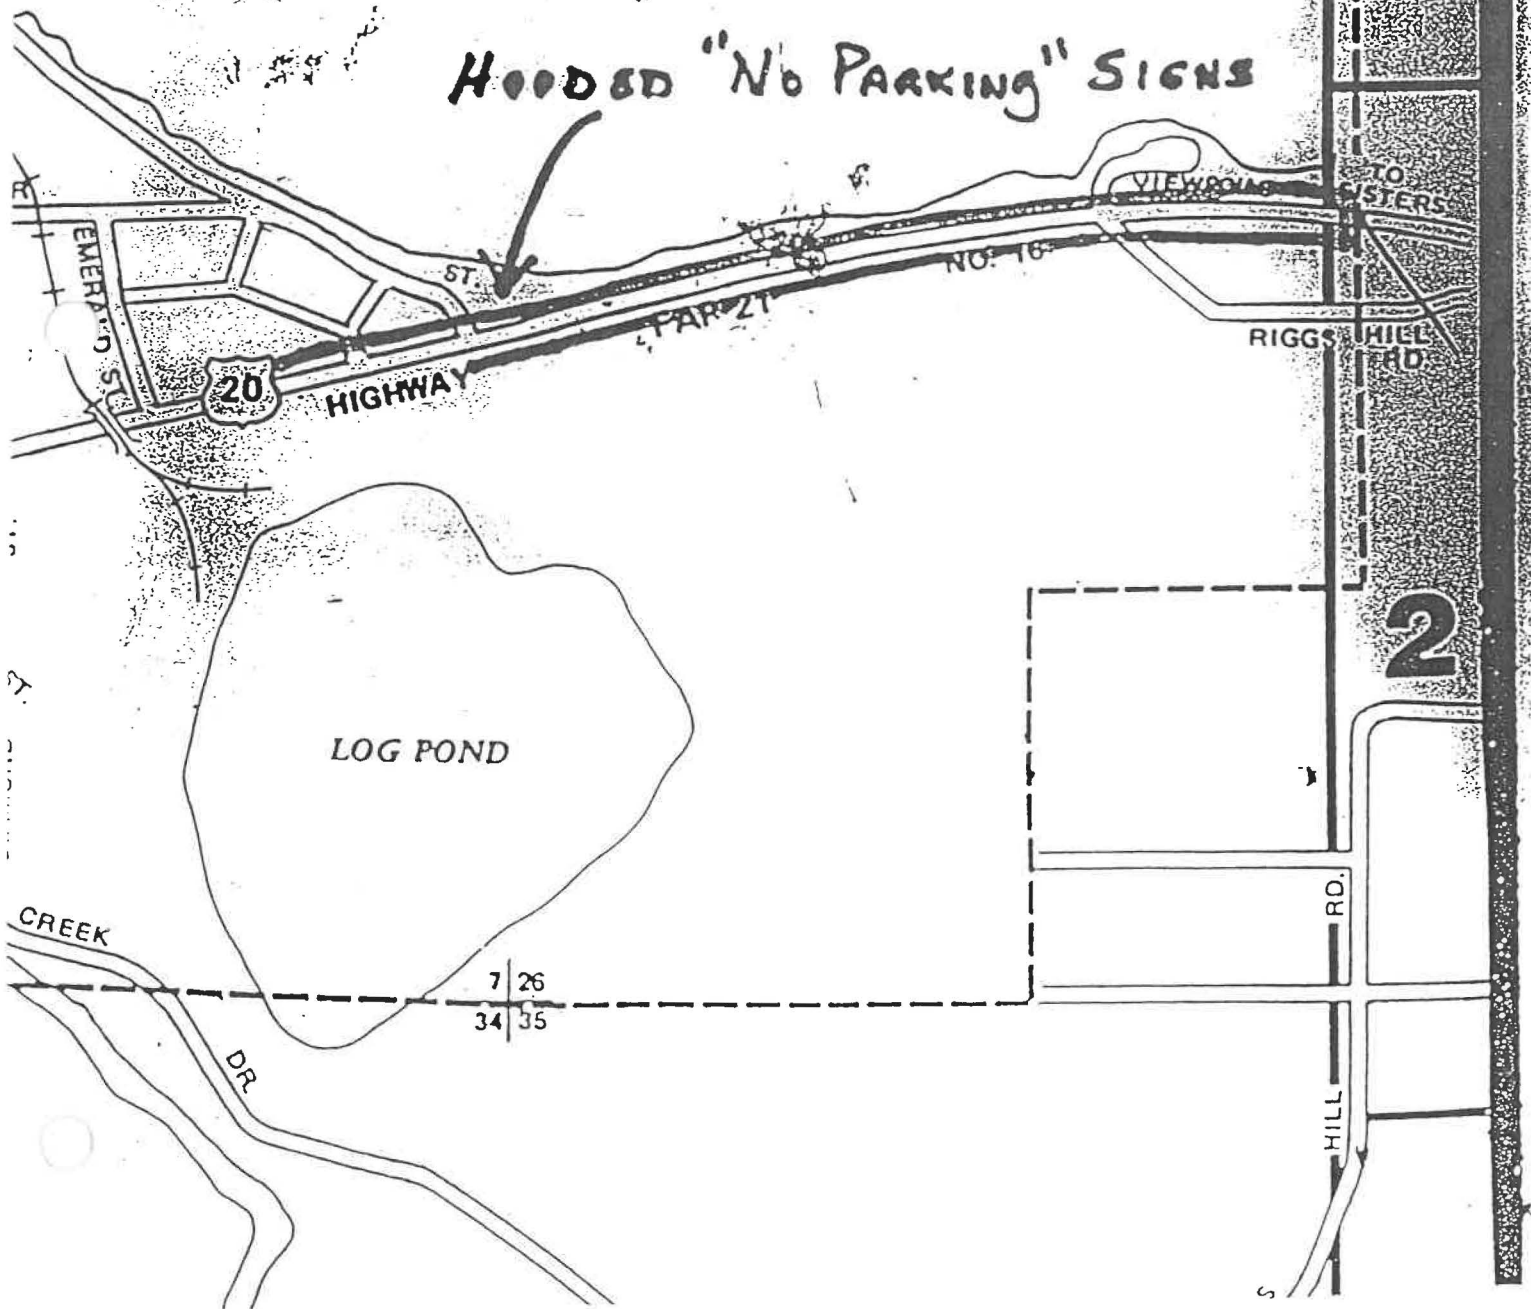 HOODED "No PARKING" SIGNS
TO
SISTERS
VIEWPOINT
R
EMERALD ST.
ST.
ST.
NO. 16
FAP 27
RIGGS HILL
RD
20
HIGHWAY
2
LOG POND
RD.
CREEK
7 26
34 35
DR.
HILL
S